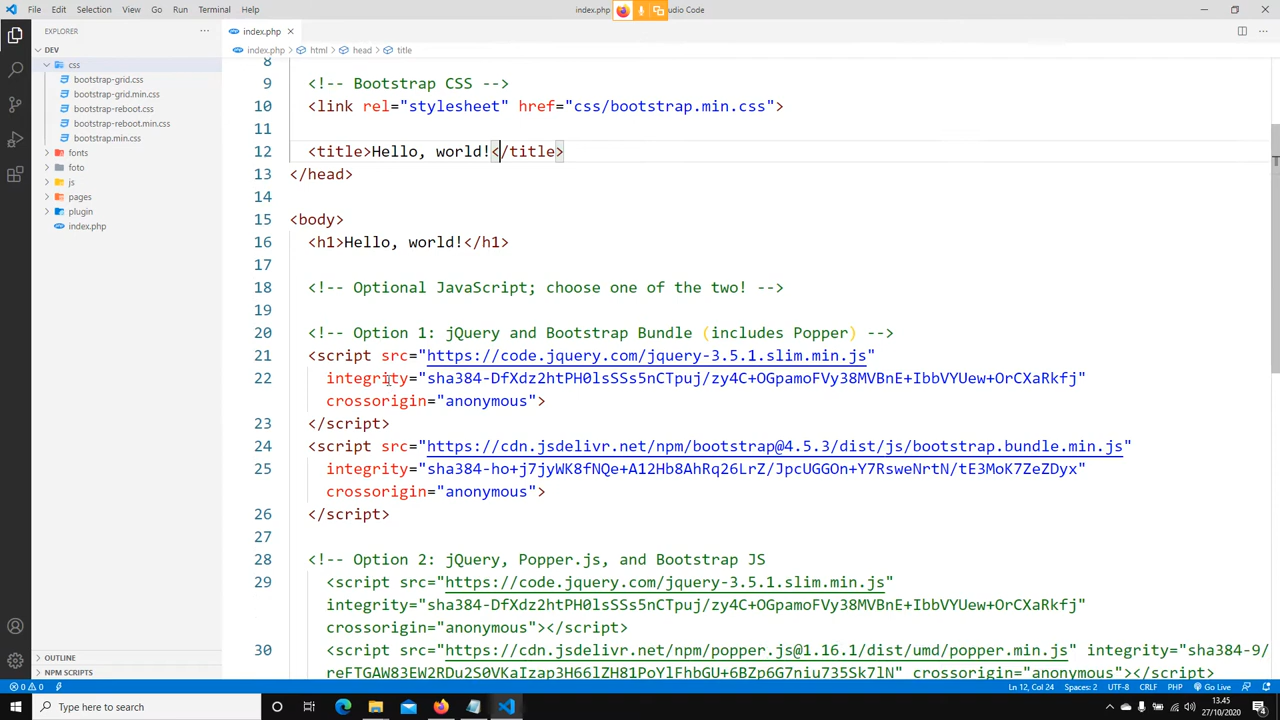 File Edit Selection View Go Run Terminal Help
index.php
udio Code
EXPLORER
index.php
DEV
index.php html head title
css
bootstrap-grid.css
bootstrap-grid.min.css
bootstrap-reboot.css
bootstrap-reboot.min.css
bootstrap.min.css
fonts
foto
js
pages
plugin
index.php
OUTLINE
NPM SCRIPTS
8
9 <!-- Bootstrap CSS -->
10 <link rel="stylesheet" href="css/bootstrap.min.css">
11
12 <title>Hello, world!</title>
13 </head>
14
15 <body>
16 <h1>Hello, world!</h1>
17
18 <!-- Optional JavaScript; choose one of the two! -->
19
20 <!-- Option 1: jQuery and Bootstrap Bundle (includes Popper) -->
21 <script src="https://code.jquery.com/jquery-3.5.1.slim.min.js"
22 integrity="sha384-DfXdz2htPH0lsSSs5nCTpuj/zy4C+OGpamoFVy38MVBnE+IbbVYUew+OrCXaRkfj"
crossorigin="anonymous">
23 </script>
24 <script src="https://cdn.jsdelivr.net/npm/bootstrap@4.5.3/dist/js/bootstrap.bundle.min.js"
25 integrity="sha384-ho+j7jyWK8fNQe+A12Hb8AhRq26LrZ/JpcUGGOn+Y7RsweNrtN/tE3MoK7ZeZDyx"
crossorigin="anonymous">
26 </script>
27
28 <!-- Option 2: jQuery, Popper.js, and Bootstrap JS
29 <script src="https://code.jquery.com/jquery-3.5.1.slim.min.js"
integrity="sha384-DfXdz2htPH0lsSSs5nCTpuj/zy4C+OGpamoFVy38MVBnE+IbbVYUew+OrCXaRkfj"
crossorigin="anonymous"></script>
30 <script src="https://cdn.jsdelivr.net/npm/popper.js@1.16.1/dist/umd/popper.min.js" integrity="sha384-9/
reFTGAW83EW2RDu2S0VKaIzap3H66lZH81PoYlFhbGU+6BZp6G7niu735Sk7lN" crossorigin="anonymous"></script>
0 0 Ln 12, Col 24 Spaces: 2 UTF-8 CRLF PHP Go Live
Type here to search
13.45
27/10/2020